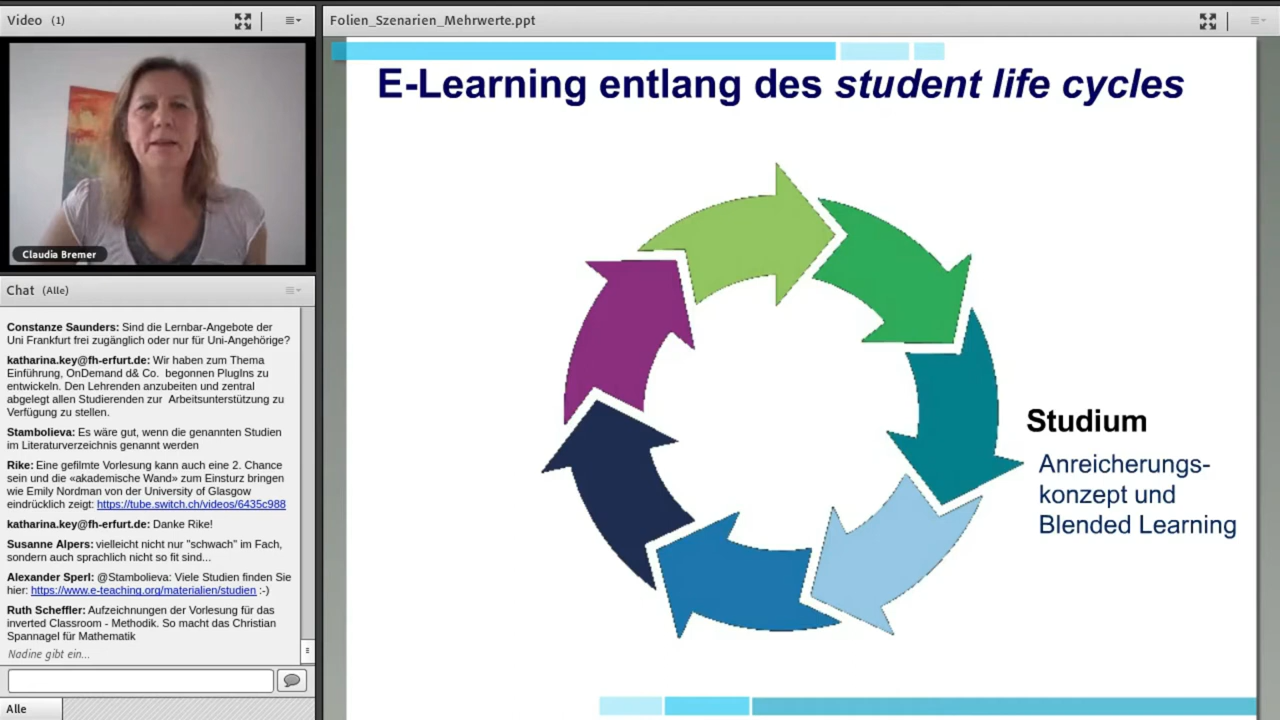 Video (1)
Claudia Bremer
Chat (Alle)
Constanze Saunders: Sind die Lernbar-Angebote der
Uni Frankfurt frei zugänglich oder nur für Uni-Angehörige?
katharina.key@fh-erfurt.de: Wir haben zum Thema
Einführung, OnDemand d& Co. begonnen PlugIns zu
entwickeln. Den Lehrenden anzubeiten und zentral
abgelegt allen Studierenden zur Arbeitsunterstützung zu
Verfügung zu stellen.
Stambolieva: Es wäre gut, wenn die genannten Studien
im Literaturverzeichnis genannt werden
Rike: Eine gefilmte Vorlesung kann auch eine 2. Chance
sein und die «akademische Wand» zum Einsturz bringen
wie Emily Nordman von der University of Glasgow
eindrücklich zeigt: https://tube.switch.ch/videos/6435c988
katharina.key@fh-erfurt.de: Danke Rike!
Susanne Alpers: vielleicht nicht nur "schwach" im Fach,
sondern auch sprachlich nicht so fit sind...
Alexander Sperl: @Stambolieva: Viele Studien finden Sie
hier: https://www.e-teaching.org/materialien/studien :-)
Ruth Scheffler: Aufzeichnungen der Vorlesung für das
inverted Classroom - Methodik. So macht das Christian
Spannagel für Mathematik
Nadine gibt ein...
Alle
Folien_Szenarien_Mehrwerte.ppt
E-Learning entlang des student life cycles
Studium
Anreicherungs-
konzept und
Blended Learning